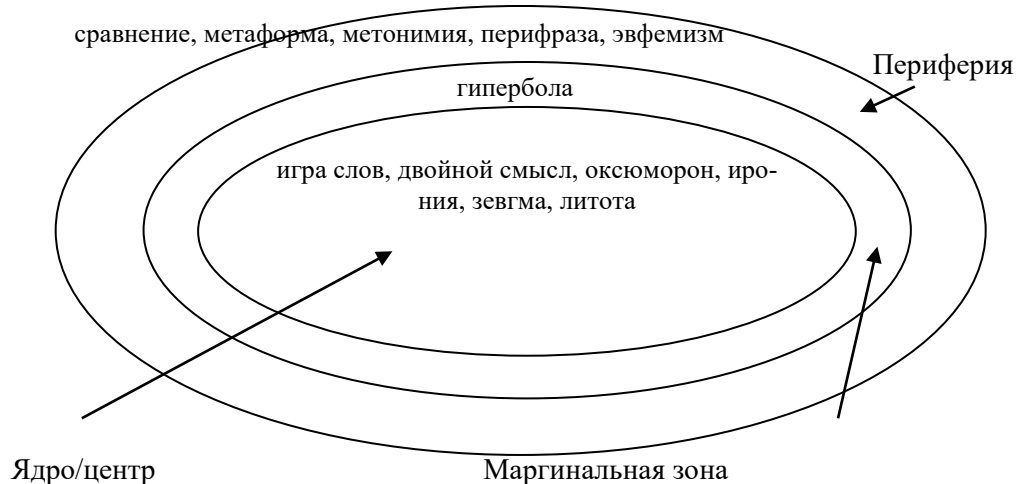 сравнение, метаформа, метонимия, перифраза, эвфемизм
Периферия
гипербола
игра слов, двойной смысл, оксюморон, иро-
ния, зевгма, литота
Ядро/центр
Маргинальная зона